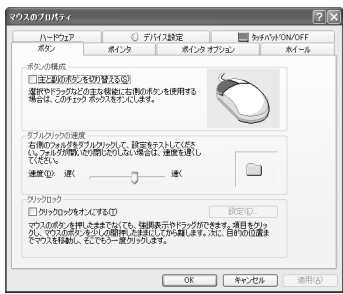 マウスのプロパティ
ハードウェア
デバイス設定
タッチパッドON/OFF
ボタン
ポインタ
ポインタ オプション
ホイール
ボタンの構成
主と副のボタンを切り替える(S)
選択やドラッグなどの主な機能に右側のボタンを使用する
場合は、このチェック ボックスをオンにします。
ダブルクリックの速度
右側のフォルダをダブルクリックして、設定をテストしてくださ
い。フォルダが開いたり閉じたりしない場合は、速度を遅くし
てください。
速度(D): 遅く 速く
クリックロック
クリックロックをオンにする(T)
設定(E)...
マウスのボタンを押したままでなくても、強調表示やドラッグができます。項目をクリッ
クし、マウスのボタンを少しの間押したままにしてから離します。次に、目的の位置ま
でマウスを移動し、そこでもう一度クリックします。
OK
キャンセル
適用(A)